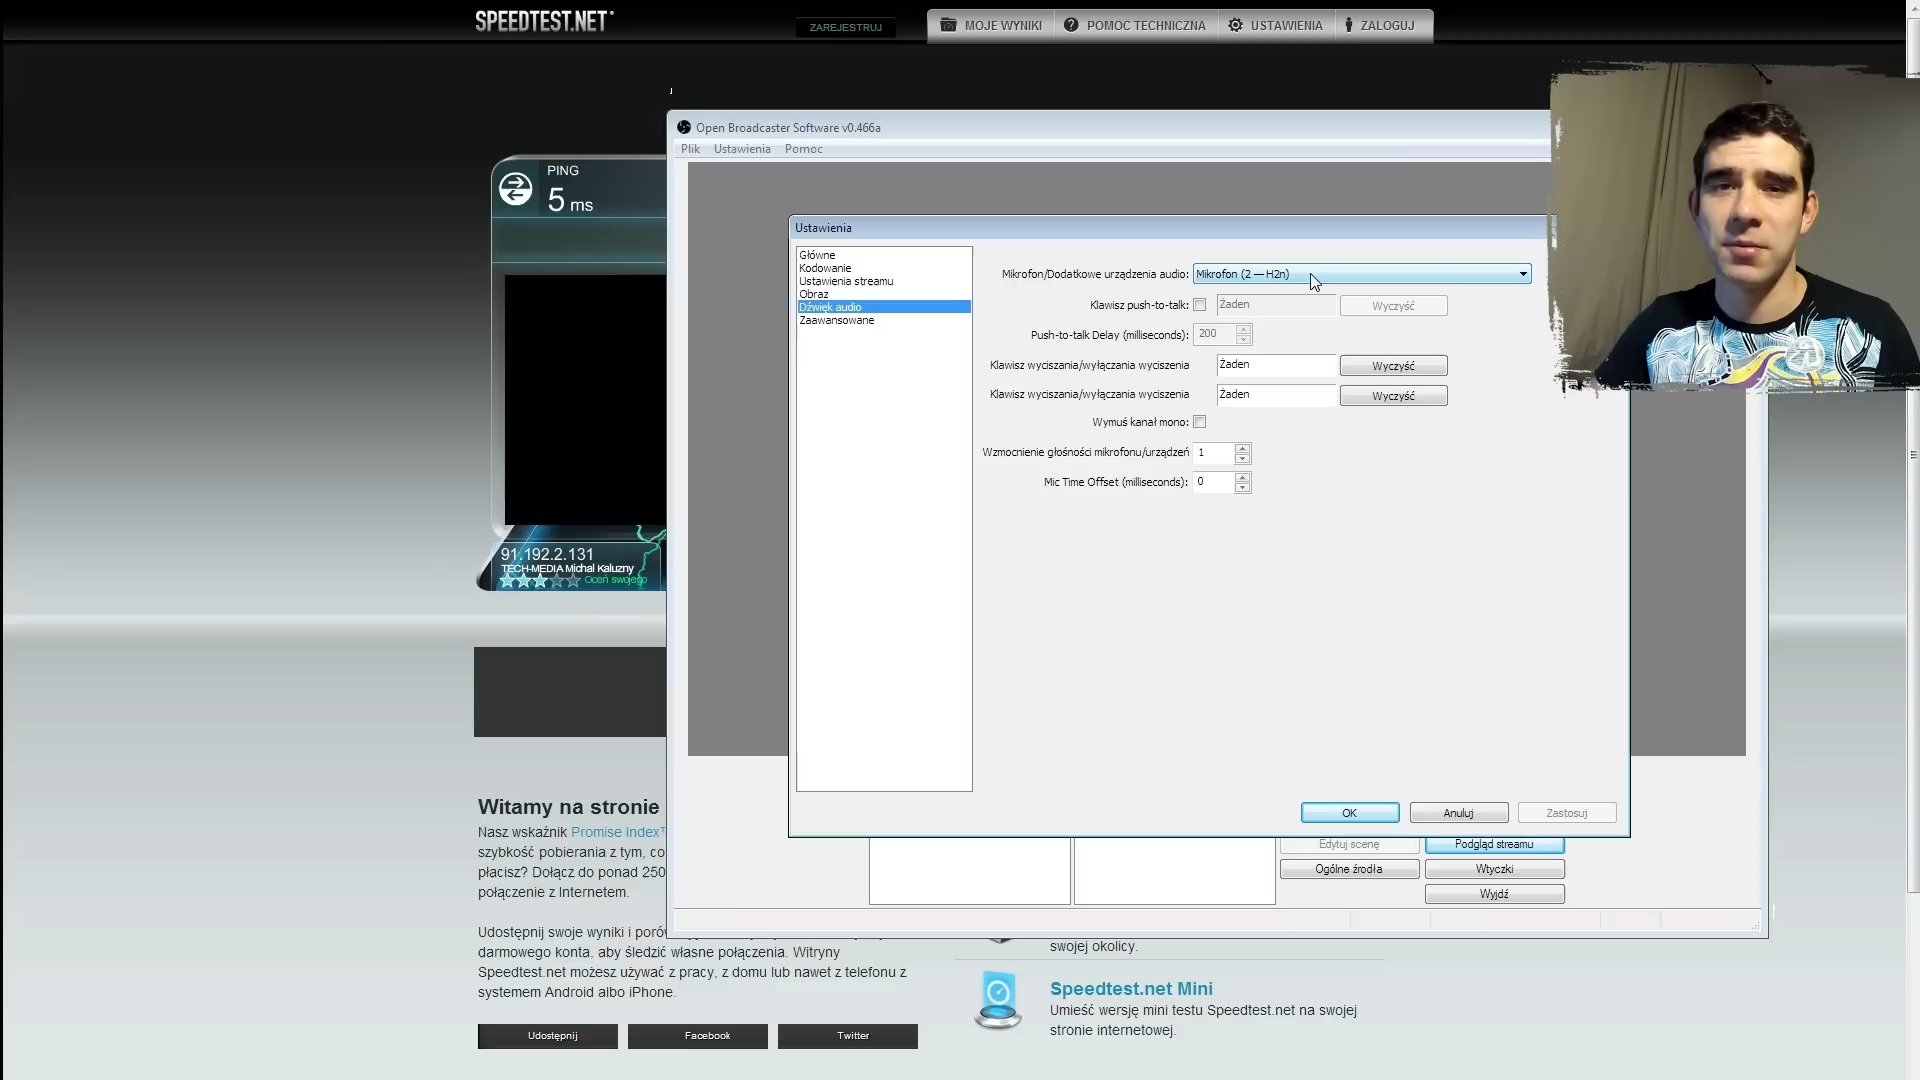 SPEEDTEST.NET
ZAREJESTRUJ
MOJE WYNIKI
POMOC TECHNICZNA
USTAWIENIA
ZALOGUJ
PING
5 ms
91.192.2.131
TECH-MEDIA Michal Kaluzny
Oceń swojego
Open Broadcaster Software v0.466a
Plik Ustawienia Pomoc
Ustawienia
Główne
Kodowanie
Ustawienia streamu
Obraz
Dźwięk audio
Zaawansowane
Mikrofon/Dodatkowe urządzenia audio: Mikrofon (2 — H2n)
Klawisz push-to-talk: Żaden Wyczyść
Push-to-talk Delay (milliseconds): 200
Klawisz wyciszania/wyłączania wyciszenia Żaden Wyczyść
Klawisz wyciszania/wyłączania wyciszenia Żaden Wyczyść
Wymuś kanał mono:
Wzmocnienie głośności mikrofonu/urządzeń 1
Mic Time Offset (milliseconds): 0
OK Anuluj Zastosuj
Edytuj scenę Podgląd streamu
Ogólne źródła Wtyczki
Wyjdź
Witamy na stronie
Nasz wskaźnik Promise Index
szybkość pobierania z tym, co
płacisz? Dołącz do ponad 250
połączenie z Internetem.
Udostępnij swoje wyniki i
darmowego konta, aby śledzić własne połączenia. Witryny
Speedtest.net możesz używać z pracy, z domu lub nawet z telefonu z
systemem Android albo iPhone.
Udostępnij Facebook Twitter
swojej okolicy.
Speedtest.net Mini
Umieść wersję mini testu Speedtest.net na swojej
stronie internetowej.